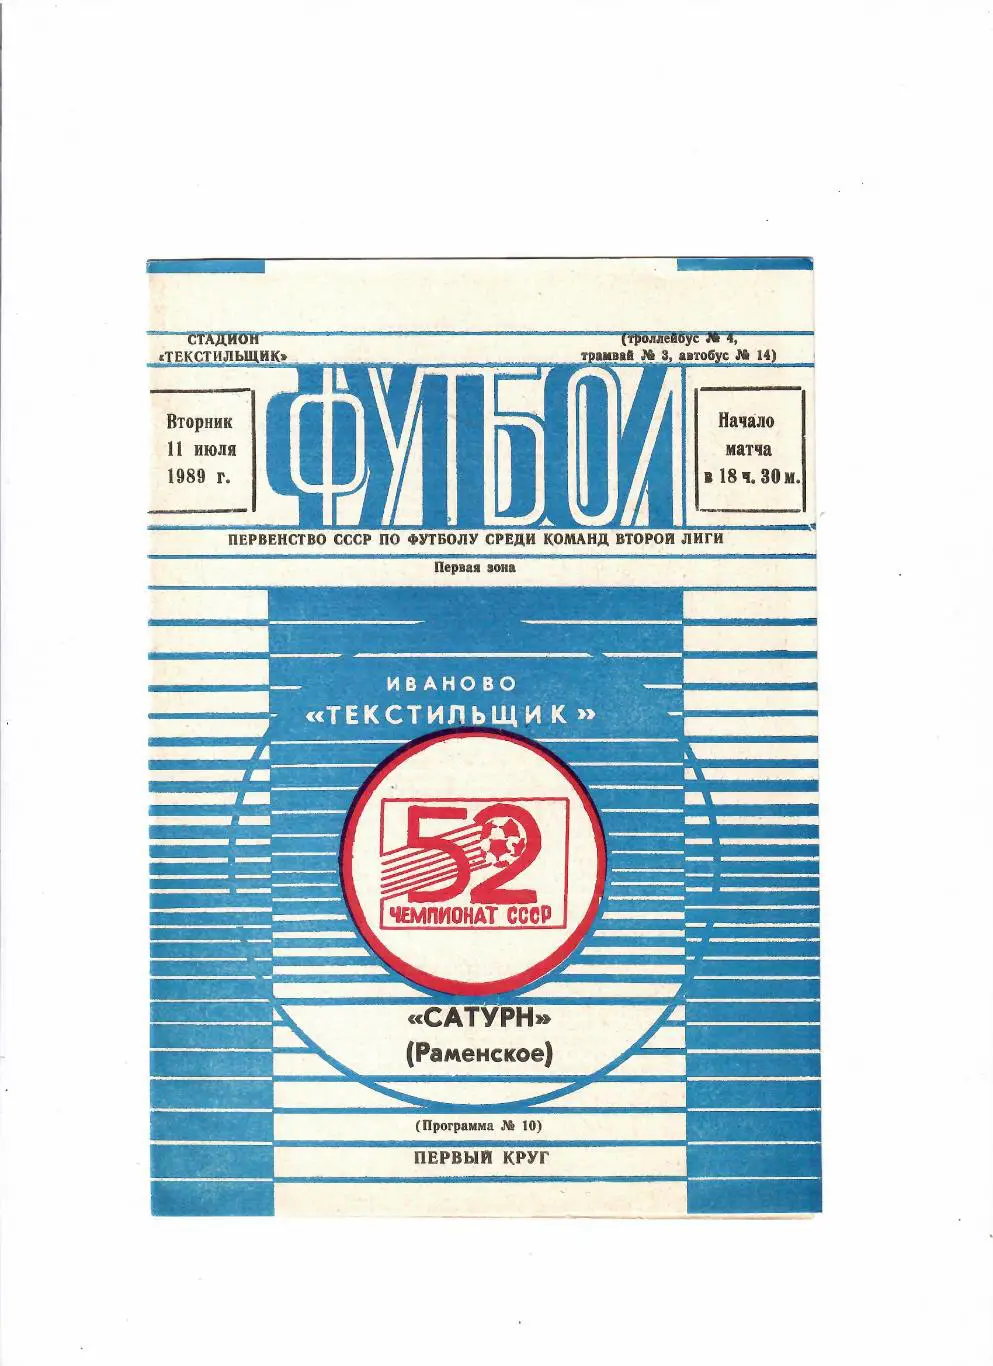 СТАДИОН
«ТЕКСТИЛЬЩИК»
(троллейбус № 4,
трамвай № 3, автобус № 14)
ФУТБОЛ
Вторник
11 июля
1989 г.
Начало
матча
в 18 ч. 30 м.
ПЕРВЕНСТВО СССР ПО ФУТБОЛУ СРЕДИ КОМАНД ВТОРОЙ ЛИГИ
Первая зона
ИВАНОВО
«ТЕКСТИЛЬЩИК»
52
ЧЕМПИОНАТ СССР
«САТУРН»
(Раменское)
(Программа № 10)
ПЕРВЫЙ КРУГ